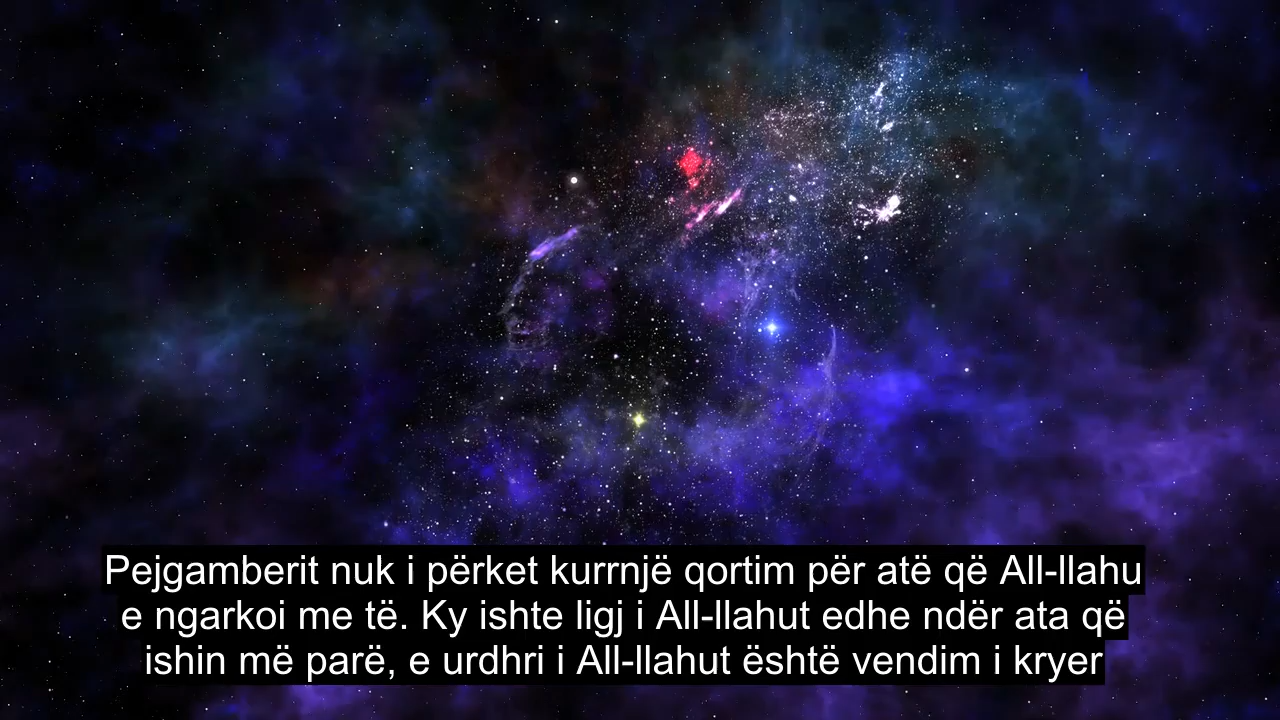 Pejgamberit nuk i përket kurrnjë qortim për atë që All-llahu
e ngarkoi me të. Ky ishte ligj i All-llahut edhe ndër ata që
ishin më parë, e urdhri i All-llahut është vendim i kryer